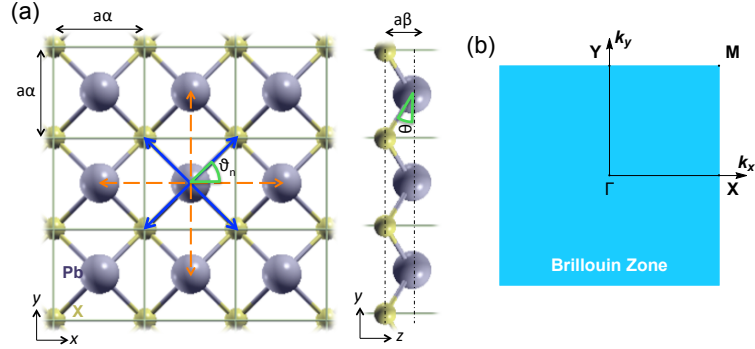 (a)
aα
aα
ϑn
Pb
X
y
x
aβ
θ
y
z
(b)
Y
ky
M
kx
Γ
X
Brillouin Zone